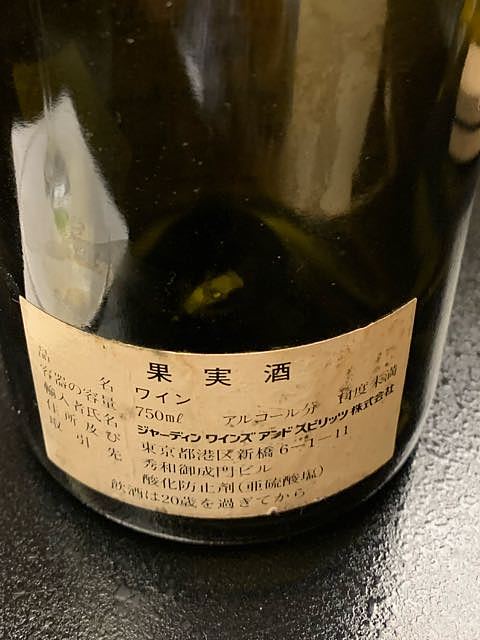 果実酒
品名 ワイン
容器の容量 750ml アルコール分 度未満
輸入者氏名 ジャーディン ワインズ アンド スピリッツ 株式会社
住所及び 東京都港区新橋6-1-11
取引先 秀和御成門ビル
酸化防止剤(亜硫酸塩)
飲酒は20歳を過ぎてから